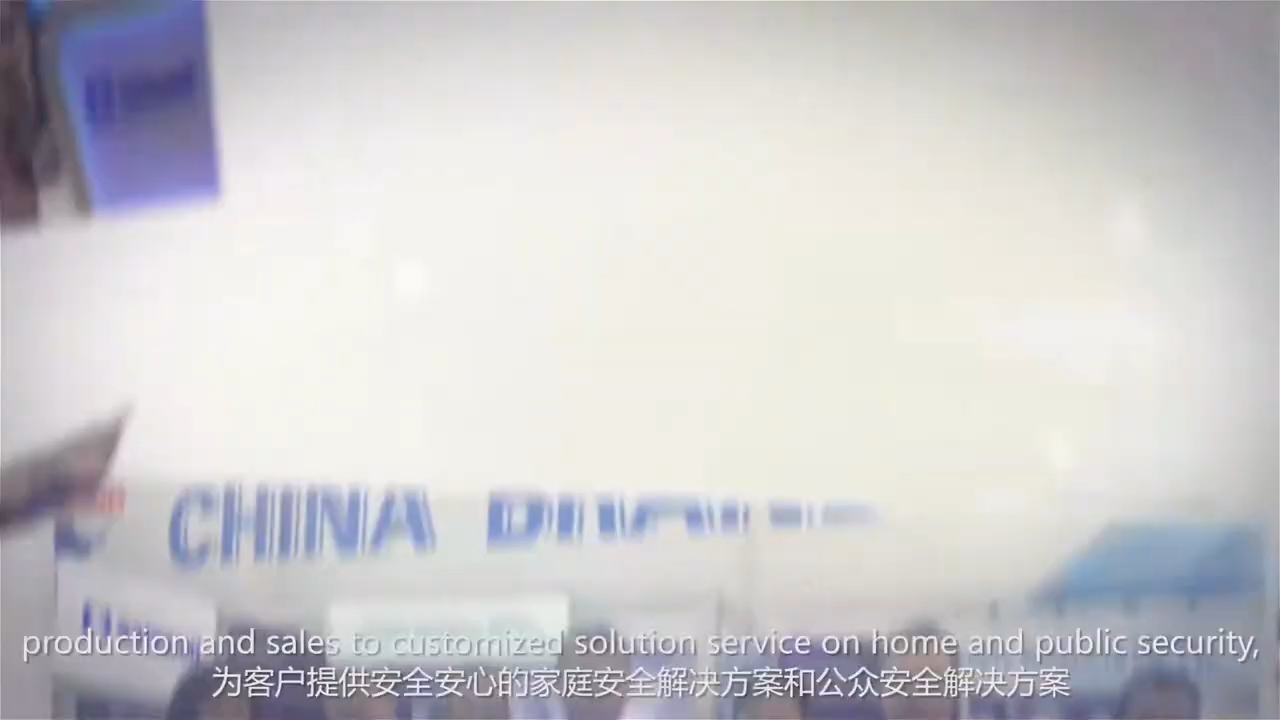 CHINA
production and sales to customized solution service on home and public security,
为客户提供安全安心的家庭安全解决方案和公众安全解决方案